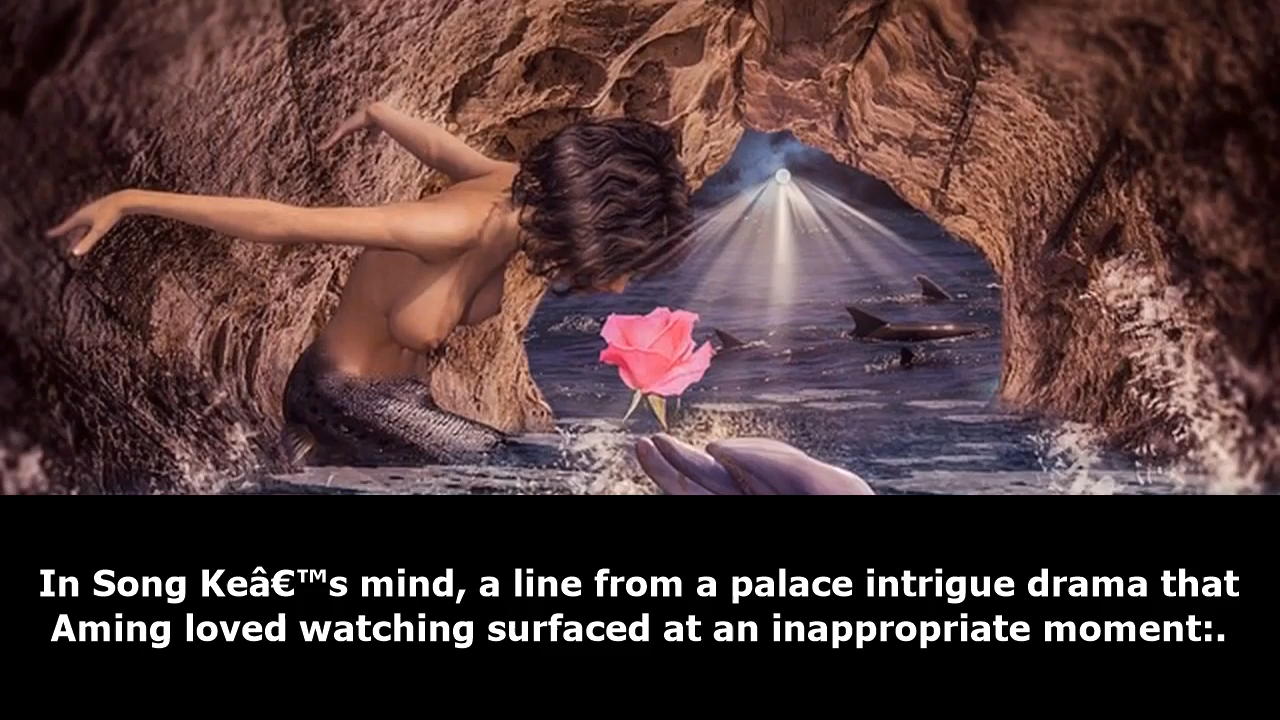 In Song Keâ€™s mind, a line from a palace intrigue drama that
Aming loved watching surfaced at an inappropriate moment:.